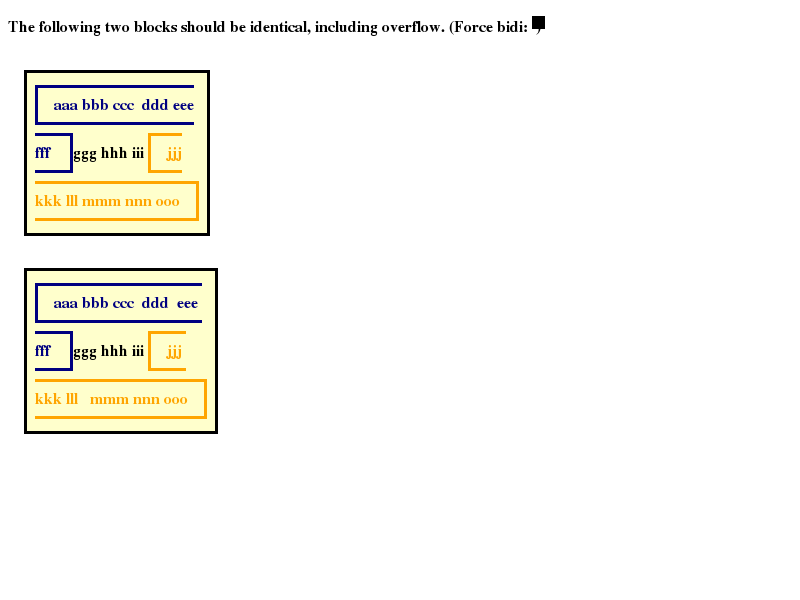 The following two blocks should be identical, including overflow. (Force bidi: )
aaa bbb ccc ddd eee
fff ggg hhh iii jjj
kkk lll mmm nnn ooo
aaa bbb ccc ddd eee
fff ggg hhh iii jjj
kkk lll mmm nnn ooo